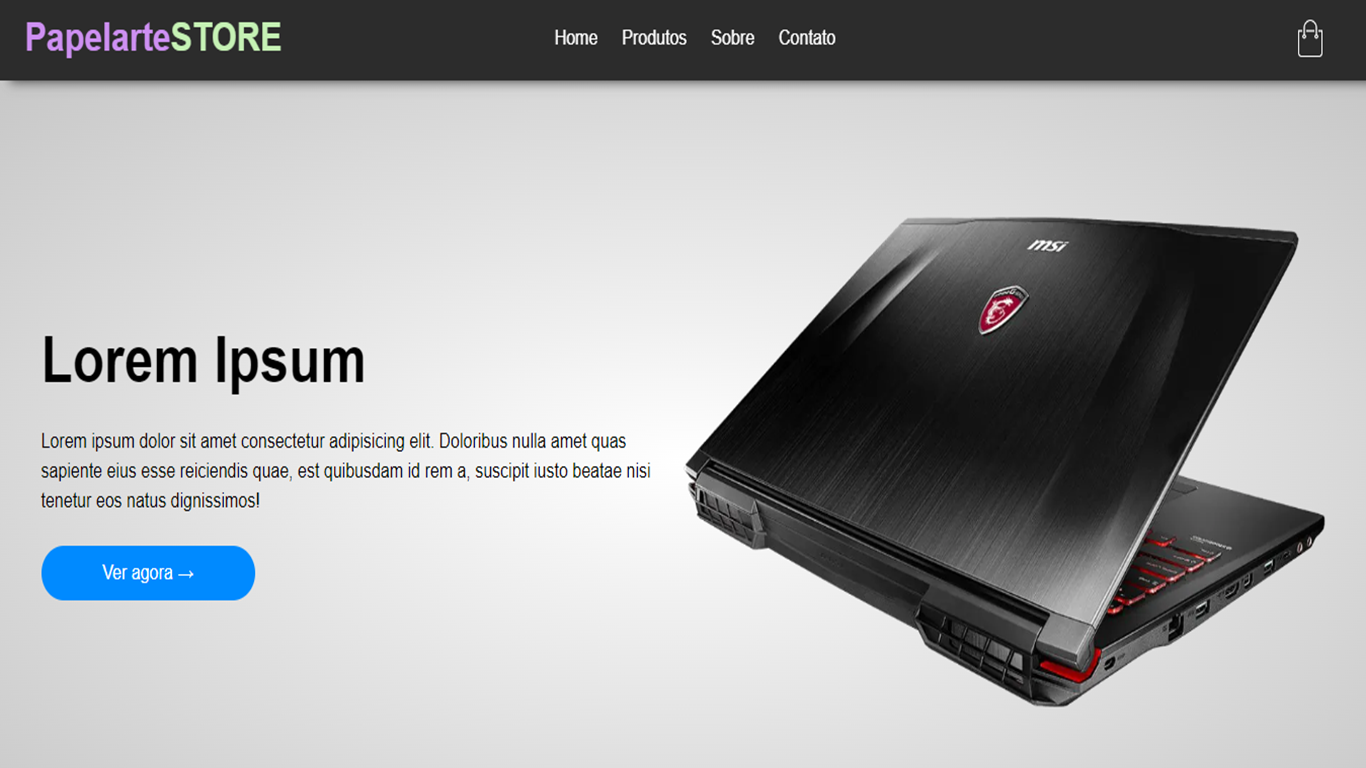 PapelarteSTORE
Home Produtos Sobre Contato
msi
Lorem Ipsum
Lorem ipsum dolor sit amet consectetur adipisicing elit. Doloribus nulla amet quas
sapiente eius esse reiciendis quae, est quibusdam id rem a, suscipit iusto beatae nisi
tenetur eos natus dignissimos!
Ver agora →